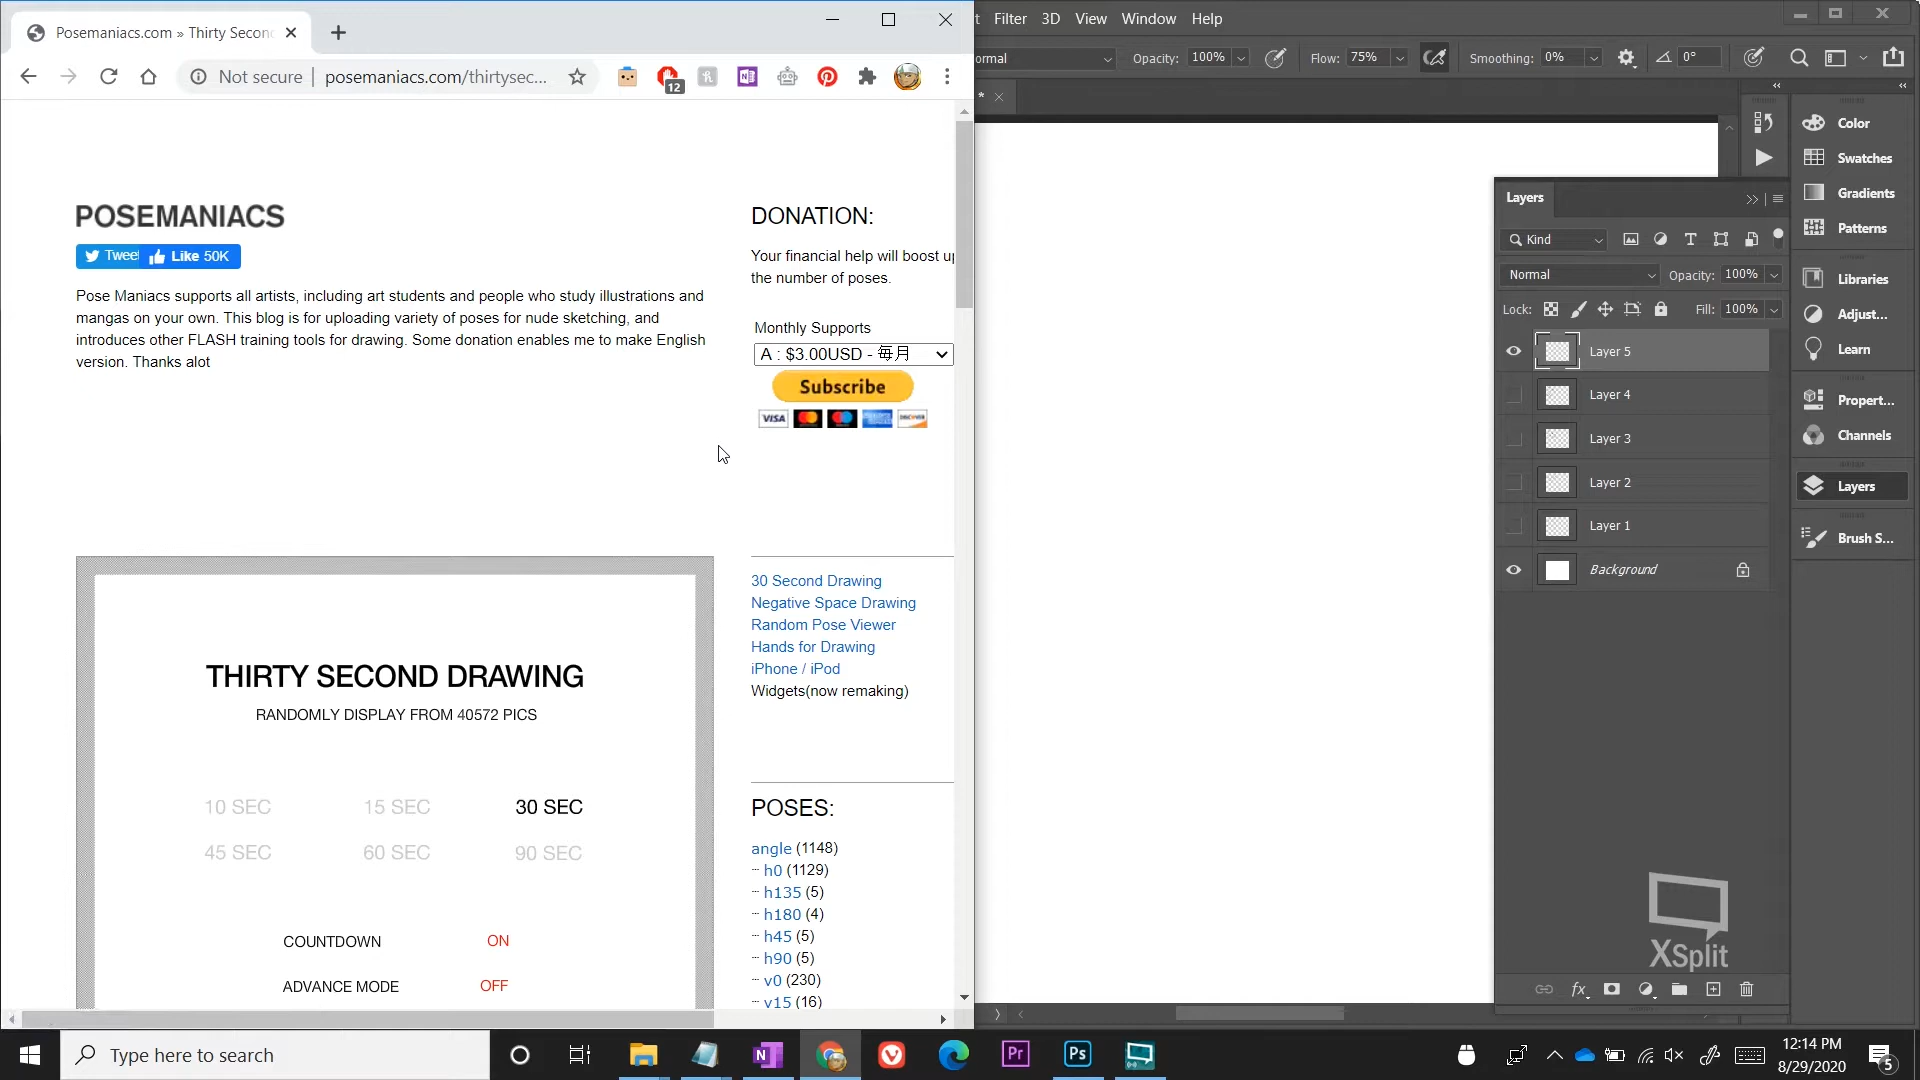 Posemaniacs.com » Thirty Secon
Not secure
posemaniacs.com/thirtysec...
12
POSEMANIACS
Tweet
Like 50K
Pose Maniacs supports all artists, including art students and people who study illustrations and
mangas on your own. This blog is for uploading variety of poses for nude sketching, and
introduces other FLASH training tools for drawing. Some donation enables me to make English
version. Thanks alot
DONATION:
Your financial help will boost up
the number of poses.
Monthly Supports
A : $3.00USD - 毎月
Subscribe
VISA
DISCOVER
30 Second Drawing
Negative Space Drawing
Random Pose Viewer
Hands for Drawing
iPhone / iPod
Widgets(now remaking)
THIRTY SECOND DRAWING
RANDOMLY DISPLAY FROM 40572 PICS
10 SEC
15 SEC
30 SEC
45 SEC
60 SEC
90 SEC
COUNTDOWN
ON
ADVANCE MODE
OFF
POSES:
angle (1148)
h0 (1129)
h135 (5)
h180 (4)
h45 (5)
h90 (5)
v0 (230)
v15 (16)
Filter
3D
View
Window
Help
ormal
Opacity: 100%
Flow: 75%
Smoothing: 0%
0°
Layers
Kind
Normal
Opacity: 100%
Lock:
Fill: 100%
Layer 5
Layer 4
Layer 3
Layer 2
Layer 1
Background
XSplit
fx
Color
Swatches
Gradients
Patterns
Libraries
Adjust...
Learn
Propert...
Channels
Layers
Brush S...
Type here to search
N
Pr
Ps
12:14 PM
8/29/2020
5